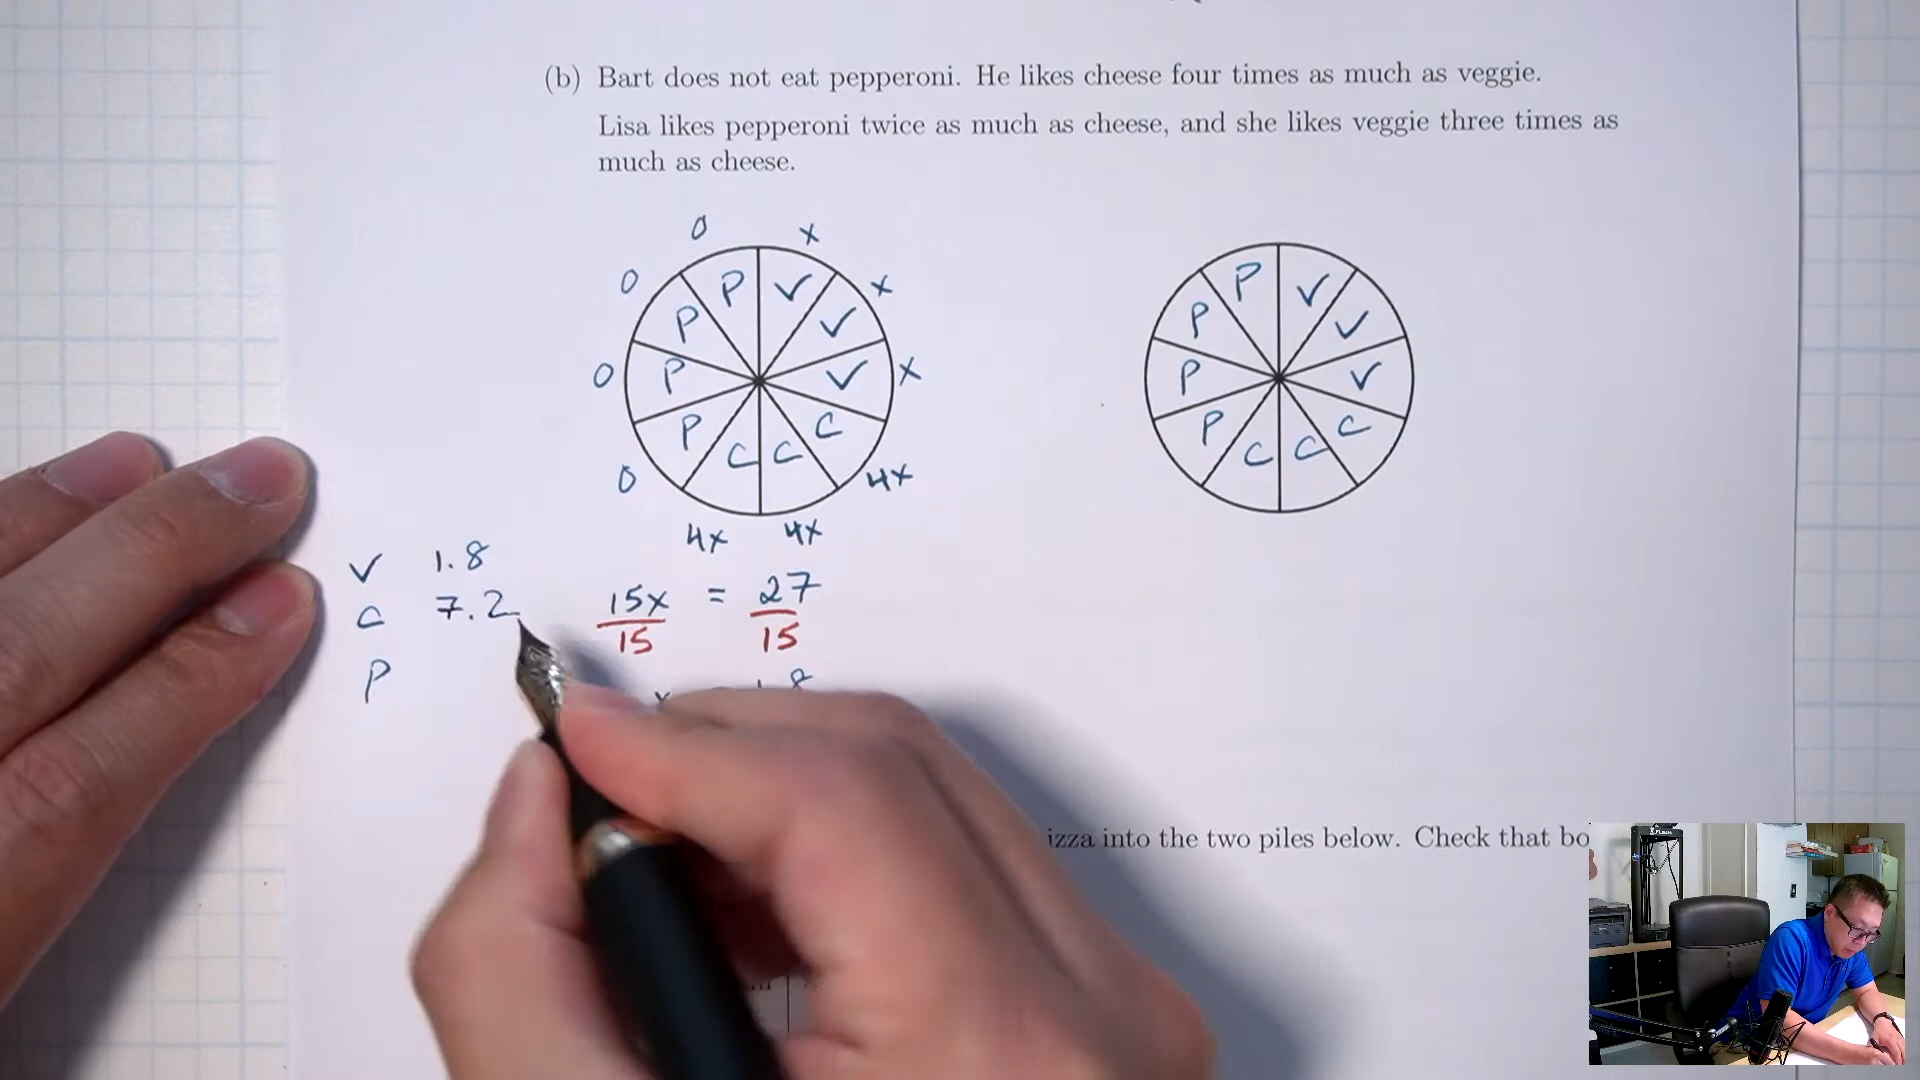 (b) Bart does not eat pepperoni. He likes cheese four times as much as veggie.
Lisa likes pepperoni twice as much as cheese, and she likes veggie three times as
much as cheese.
0 x
0 x
P V P V
P V P V
0 P V x P V
P C P C
C C C C
0 4x
4x 4x
V 1.8
C 7.2 15x = 27
15 15
P
izza into the two piles below. Check that bo